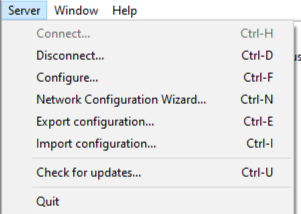 Server Window Help
Connect... Ctrl-H
Disconnect... Ctrl-D
Configure... Ctrl-F
Network Configuration Wizard... Ctrl-N
Export configuration... Ctrl-E
Import configuration... Ctrl-I
Check for updates... Ctrl-U
Quit